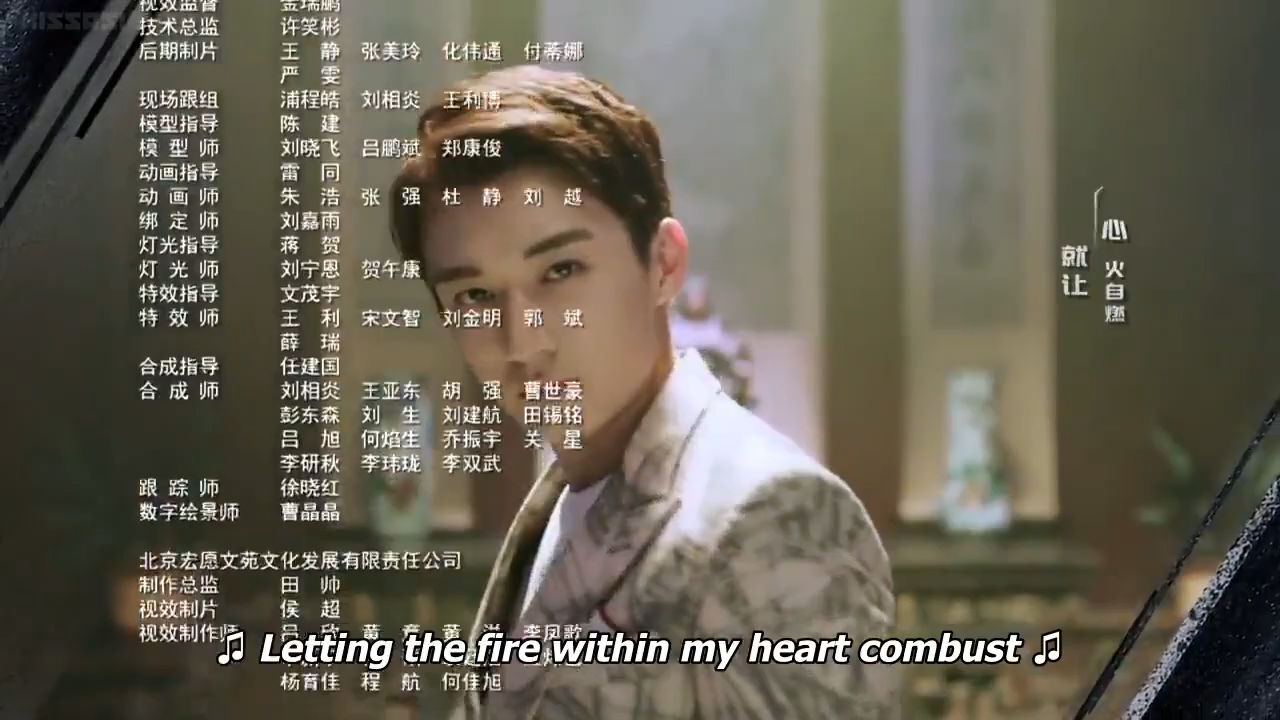 技术总监 许笑彬
后期制片 王 静 张美玲 化伟通 付蒂娜
严 雯
现场跟组 浦程皓 刘相炎 王利博
模型指导 陈 建
模 型 师 刘晓飞 吕鹏斌 郑康俊
动画指导 雷 同
动 画 师 朱 浩 张 强 杜 静 刘 越
绑 定 师 刘嘉雨
灯光指导 蒋 贺
灯 光 师 刘宁恩 贺午康
特效指导 文茂宇
特 效 师 王 利 宋文智 刘金明 郭 斌
薛 瑞
合成指导 任建国
合 成 师 刘相炎 王亚东 胡 强 曹世豪
彭东森 刘 生 刘建航 田锡铭
吕 旭 何焰生 乔振宇 关 星
李研秋 李玮珑 李双武
跟 踪 师 徐晓红
数字绘景师 曹晶晶
北京宏愿文苑文化发展有限责任公司
制作总监 田 帅
视效制片 侯 超
视效制作师
杨育佳 程 航 何佳旭
心火自燃
就让
♫ Letting the fire within my heart combust ♫